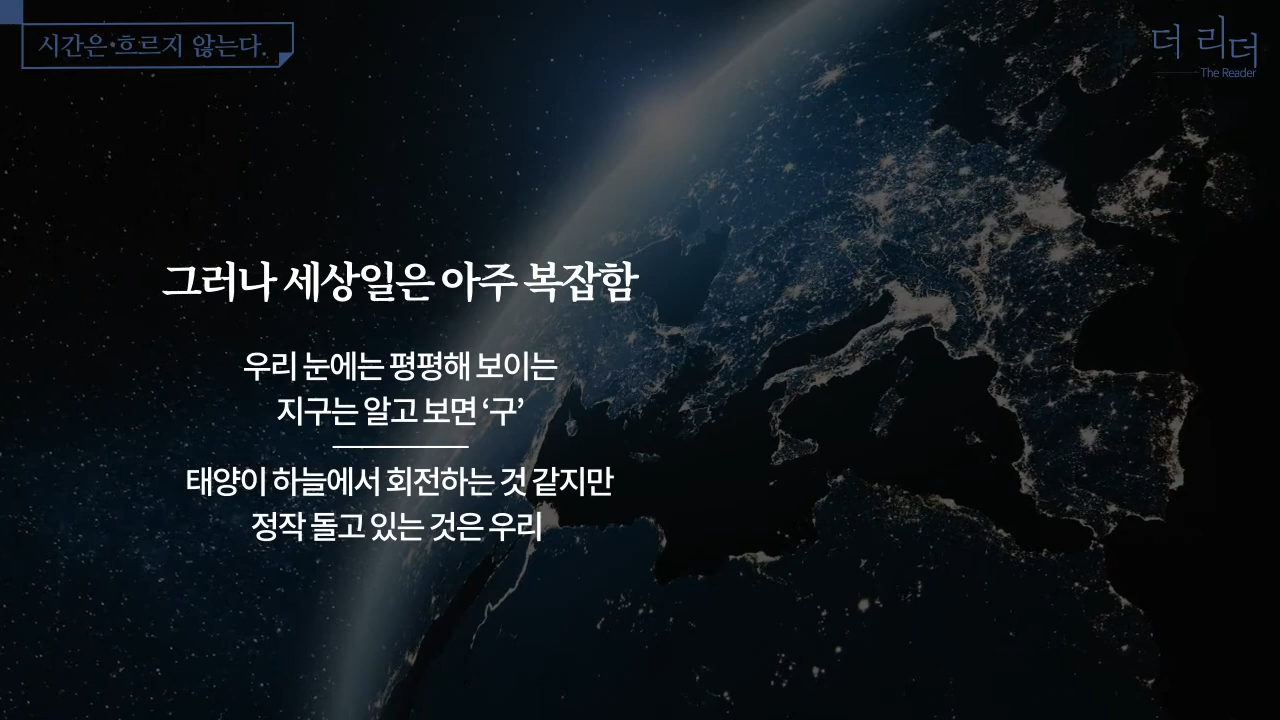 시간은 흐르지 않는다.
더 리더
The Reader
그러나 세상일은 아주 복잡함
우리 눈에는 평평해 보이는
지구는 알고 보면 ‘구’
태양이 하늘에서 회전하는 것 같지만
정작 돌고 있는 것은 우리